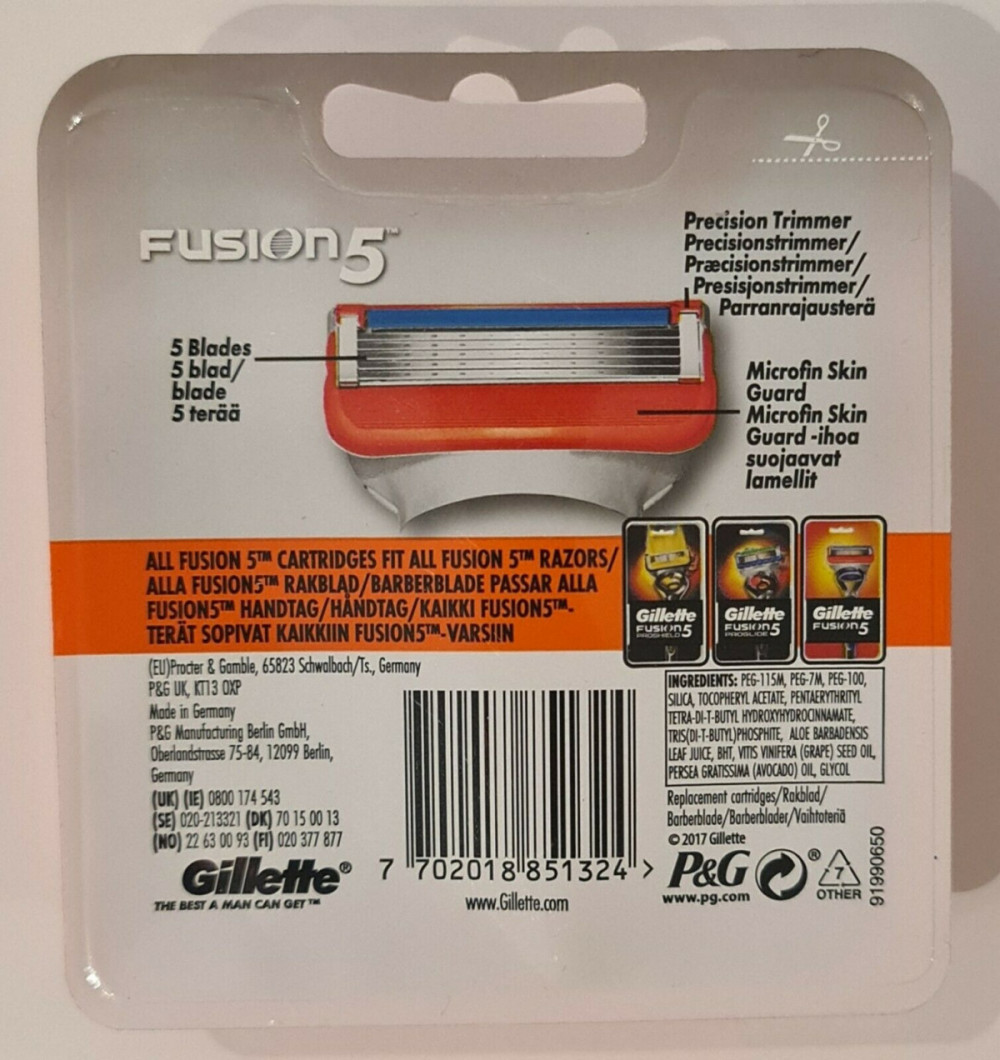 FUSION5™
Precision Trimmer
Precisionstrimmer/
Præcisionstrimmer/
Presisjonstrimmer/
Parranrajausterä
5 Blades
5 blad/
blade
5 terää
Microfin Skin
Guard
Microfin Skin
Guard -ihoa
suojaavat
lamellit
ALL FUSION 5™ CARTRIDGES FIT ALL FUSION 5™ RAZORS/
ALLA FUSION5™ RAKBLAD/BARBERBLADE PASSAR ALLA
FUSION5™ HANDTAG/HÅNDTAG/KAIKKI FUSION5™-
TERÄT SOPIVAT KAIKKIIN FUSION5™-VARSIIN
Gillette
FUSION5
PROSHIELD
Gillette
FUSION5
PROGLIDE
Gillette
FUSION5
(EU)Procter & Gamble, 65823 Schwalbach/Ts., Germany
P&G UK, KT13 0XP
Made in Germany
P&G Manufacturing Berlin GmbH,
Oberlandstrasse 75-84, 12099 Berlin,
Germany
(UK) (IE) 0800 174 543
(SE) 020-213321 (DK) 70 15 00 13
(NO) 22 63 00 93 (FI) 020 377 877
Gillette®
THE BEST A MAN CAN GET™
7 702018 851324 >
www.Gillette.com
INGREDIENTS: PEG-115M, PEG-7M, PEG-100,
SILICA, TOCOPHERYL ACETATE, PENTAERYTHRITYL
TETRA-DI-T-BUTYL HYDROXYHYDROCINNAMATE,
TRIS(DI-T-BUTYL)PHOSPHITE, ALOE BARBADENSIS
LEAF JUICE, BHT, VITIS VINIFERA (GRAPE) SEED OIL,
PERSEA GRATISSIMA (AVOCADO) OIL, GLYCOL
Replacement cartridges/Rakblad/
Barberblade/Barberblader/Vaihtoteriä
© 2017 Gillette
P&G
®
www.pg.com
7
OTHER
91990650